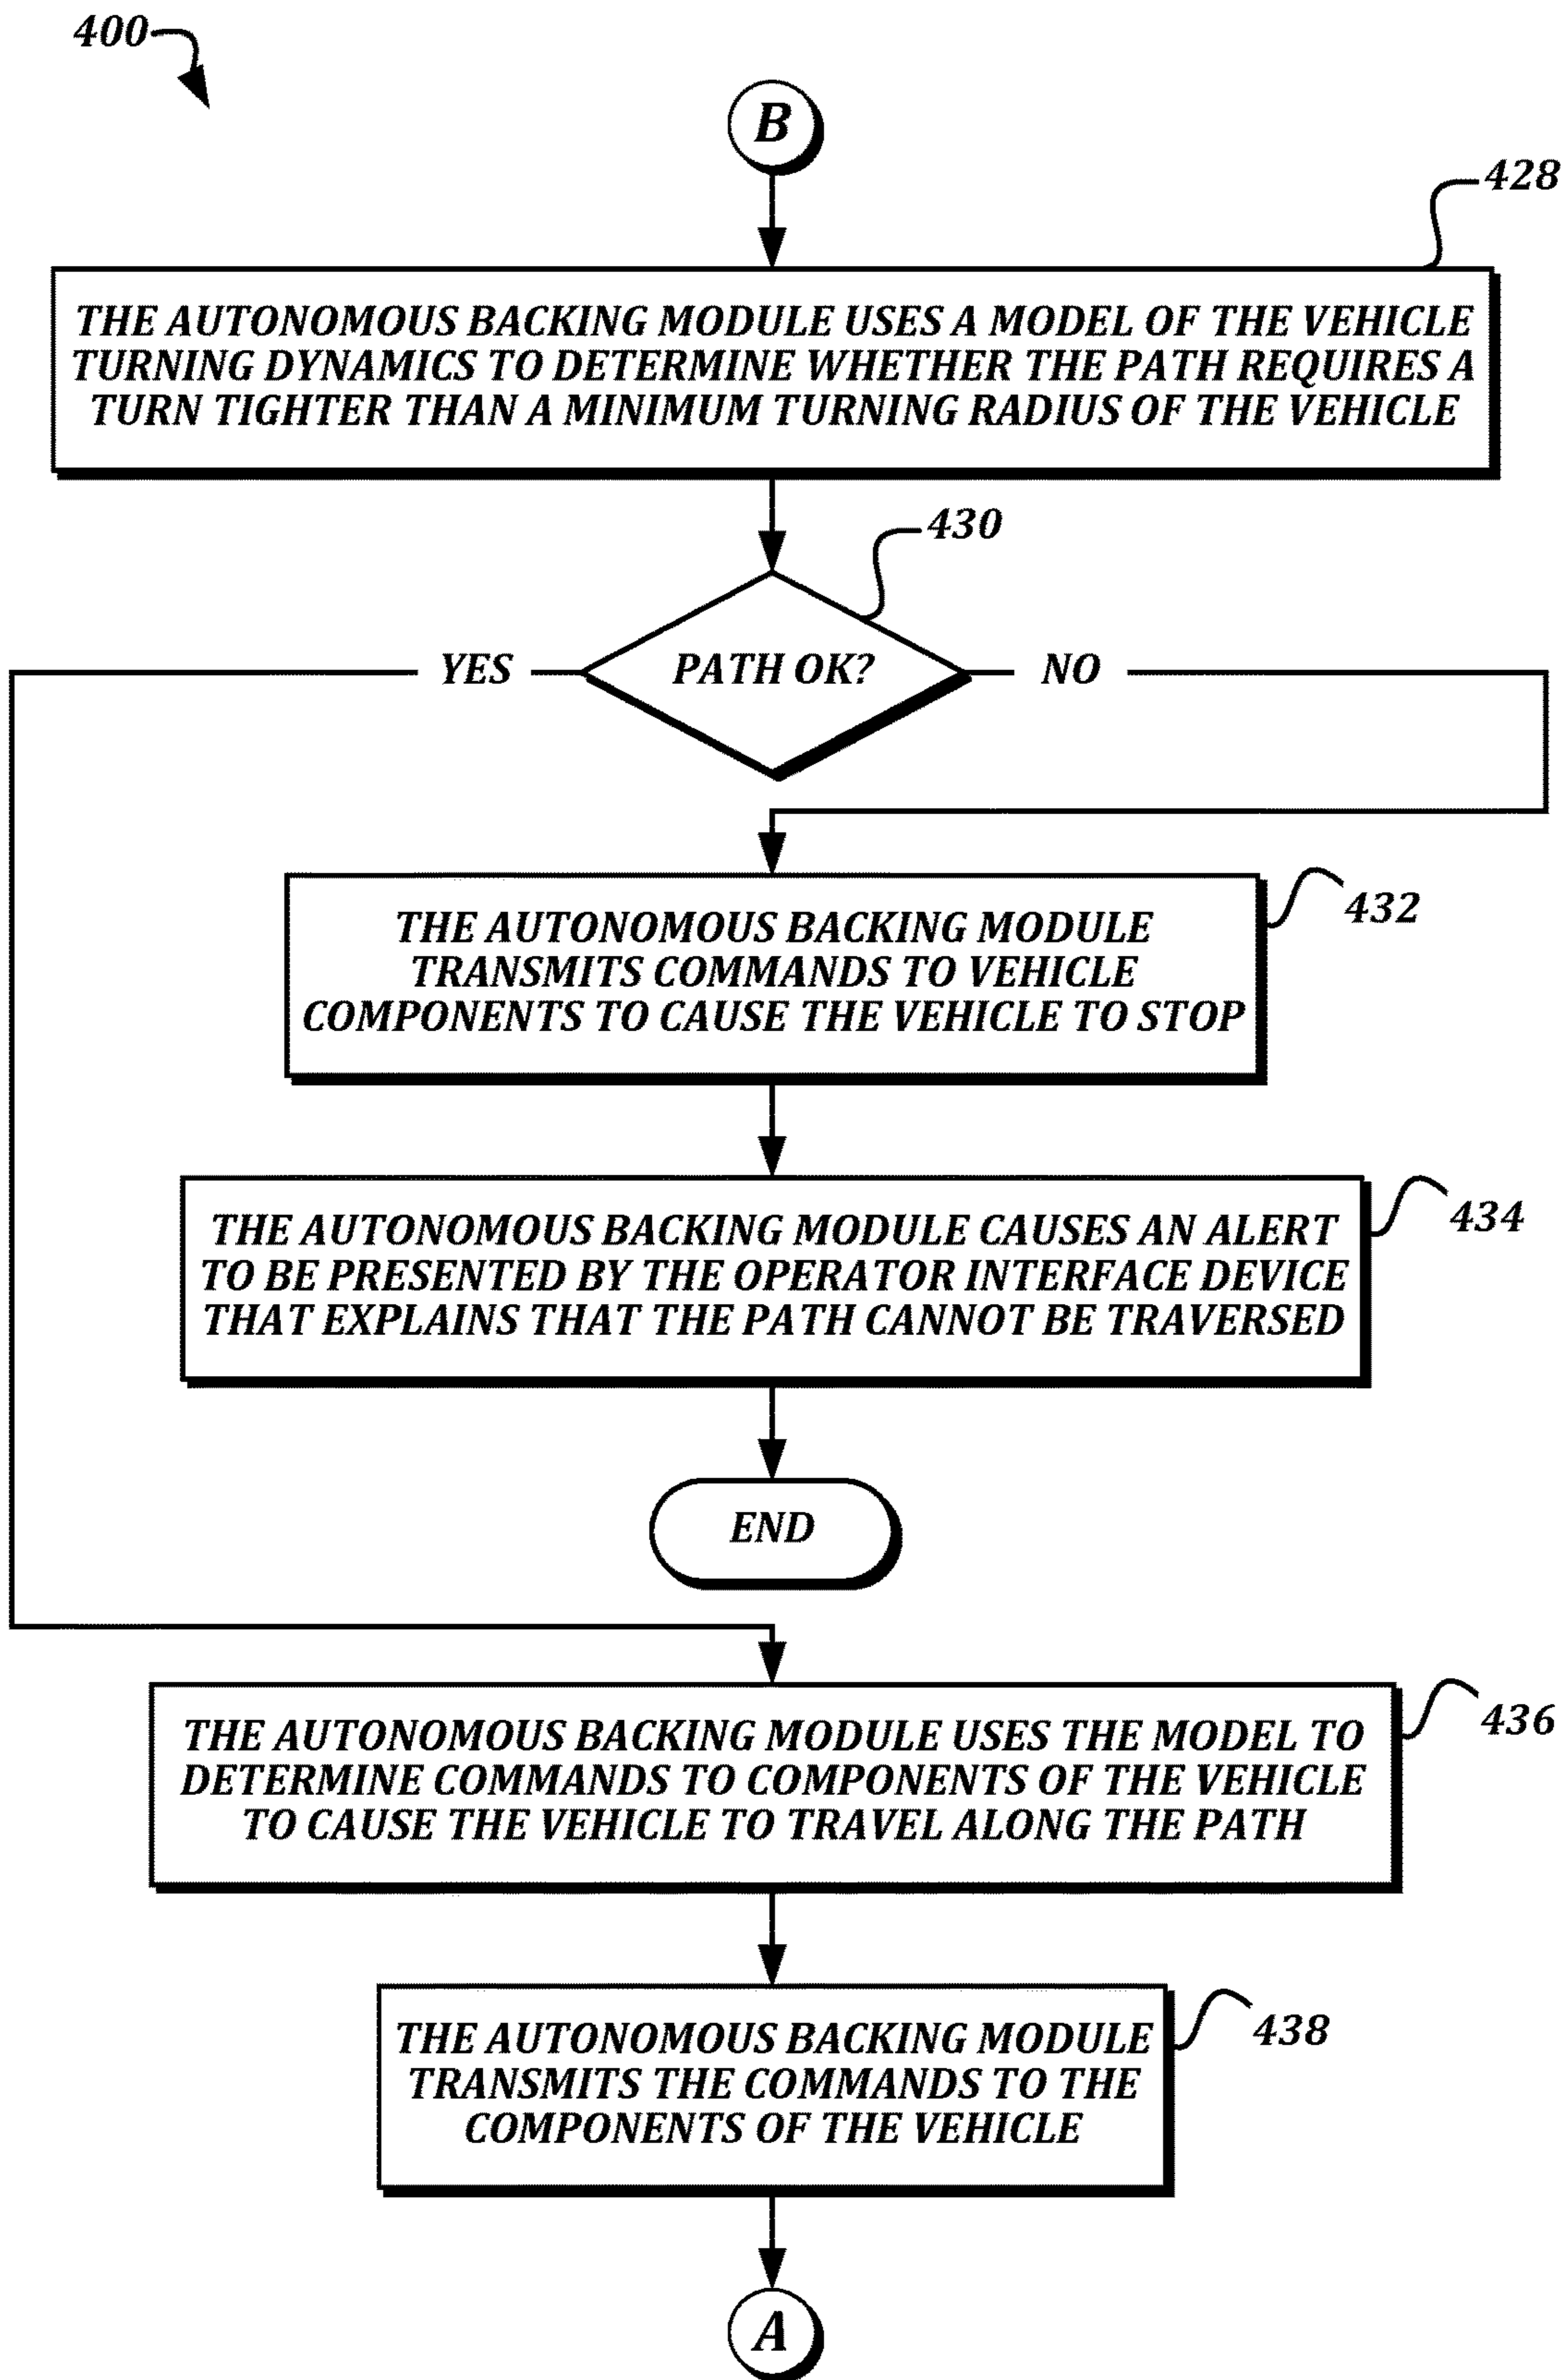 400
B
428
THE AUTONOMOUS BACKING MODULE USES A MODEL OF THE VEHICLE
TURNING DYNAMICS TO DETERMINE WHETHER THE PATH REQUIRES A
TURN TIGHTER THAN A MINIMUM TURNING RADIUS OF THE VEHICLE
430
YES
PATH OK?
NO
432
THE AUTONOMOUS BACKING MODULE
TRANSMITS COMMANDS TO VEHICLE
COMPONENTS TO CAUSE THE VEHICLE TO STOP
434
THE AUTONOMOUS BACKING MODULE CAUSES AN ALERT
TO BE PRESENTED BY THE OPERATOR INTERFACE DEVICE
THAT EXPLAINS THAT THE PATH CANNOT BE TRAVERSED
END
436
THE AUTONOMOUS BACKING MODULE USES THE MODEL TO
DETERMINE COMMANDS TO COMPONENTS OF THE VEHICLE
TO CAUSE THE VEHICLE TO TRAVEL ALONG THE PATH
438
THE AUTONOMOUS BACKING MODULE
TRANSMITS THE COMMANDS TO THE
COMPONENTS OF THE VEHICLE
A